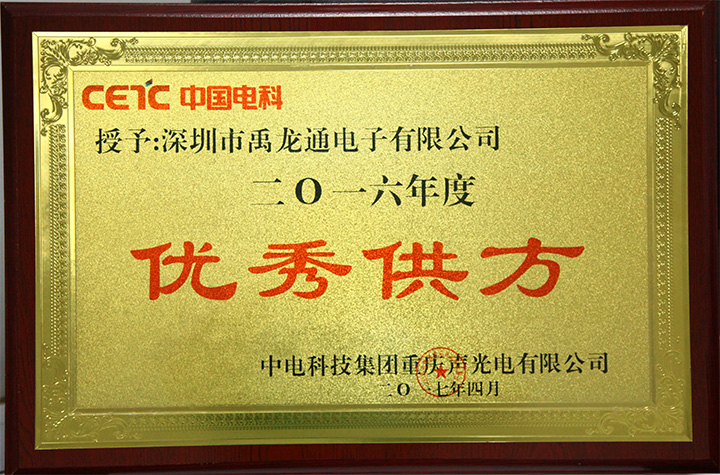 CETC 中国电科
授予:深圳市禹龙通电子有限公司
二O一六年度
优秀供方
中电科技集团重庆声光电有限公司
二O一七年四月